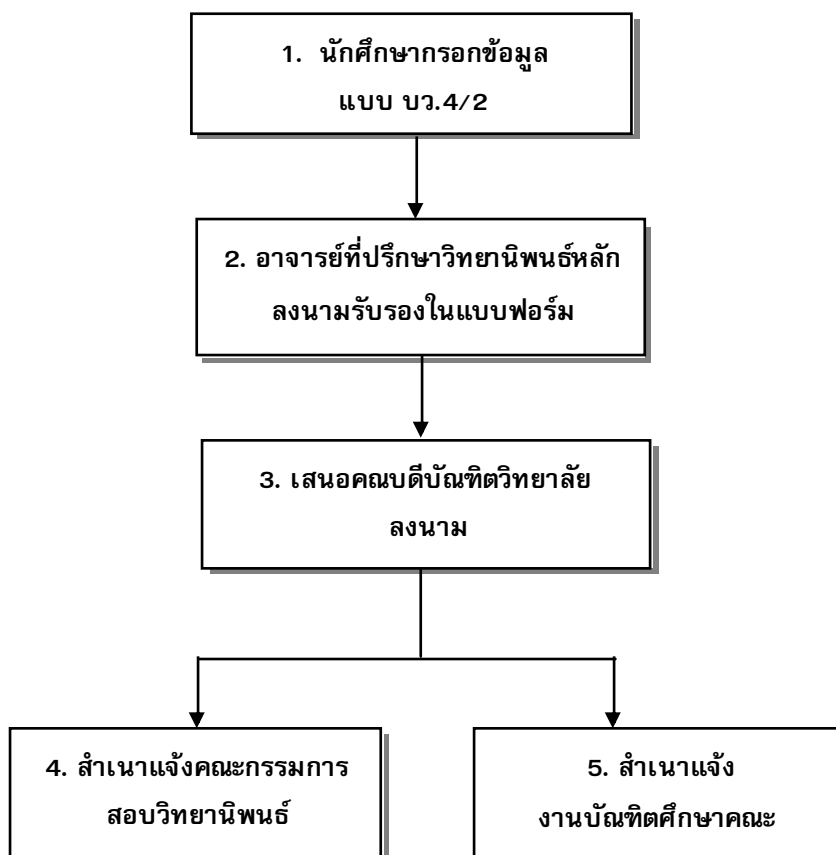 1. นักศึกษากรอกข้อมูล
แบบ บว.4/2
2. อาจารย์ที่ปรึกษาวิทยานิพนธ์หลัก
ลงนามรับรองในแบบฟอร์ม
3. เสนอคณบดีบัณฑิตวิทยาลัย
ลงนาม
4. สำเนาแจ้งคณะกรรมการ
สอบวิทยานิพนธ์
5. สำเนาแจ้ง
งานบัณฑิตศึกษาคณะ